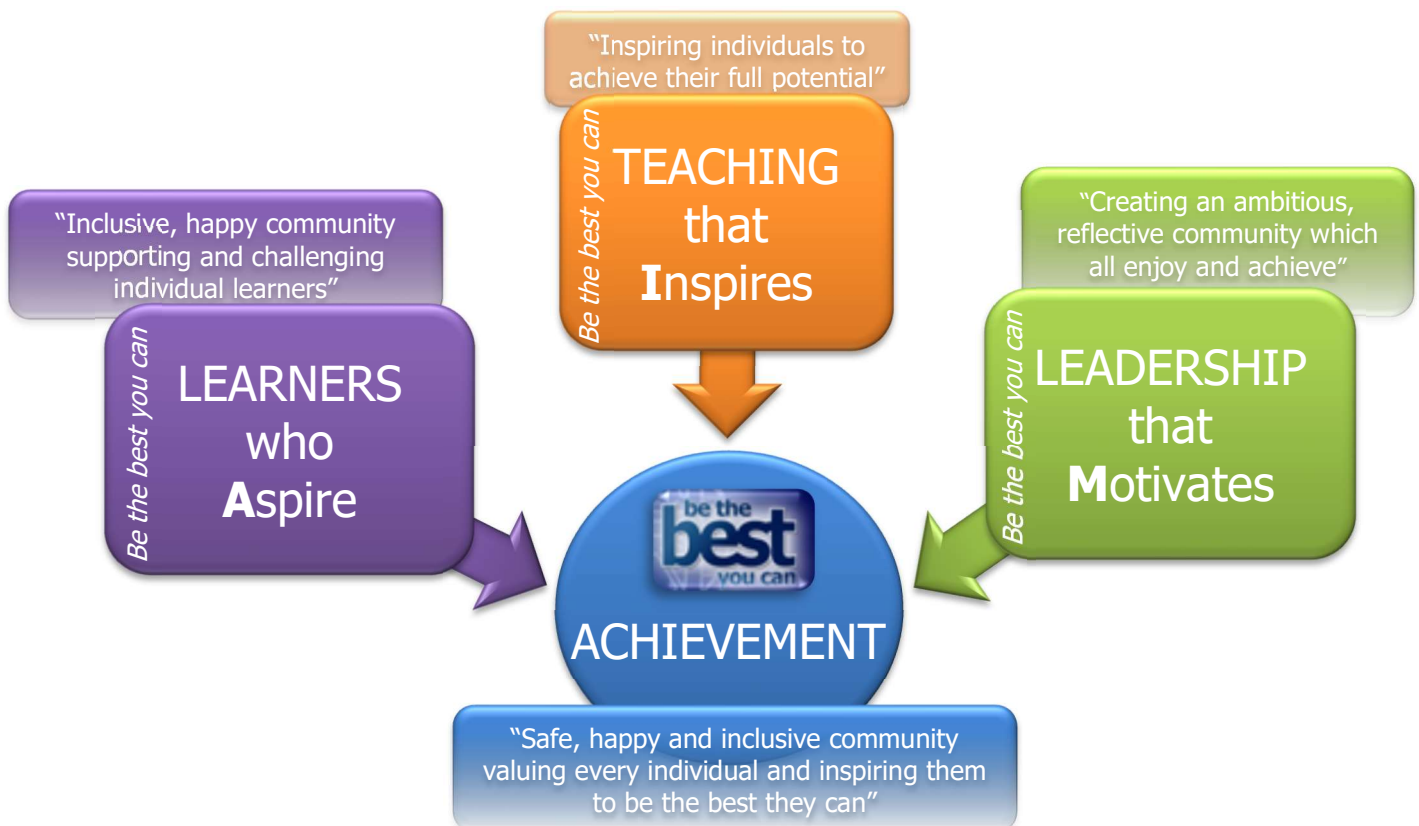 “Inspiring individuals to
achieve their full potential”
Be the best you can
TEACHING
that
Inspires
“Inclusive, happy community
supporting and challenging
individual learners”
Be the best you can
LEARNERS
who
Aspire
“Creating an ambitious,
reflective community which
all enjoy and achieve”
Be the best you can
LEADERSHIP
that
Motivates
be the
best
you can
ACHIEVEMENT
“Safe, happy and inclusive community
valuing every individual and inspiring them
to be the best they can”